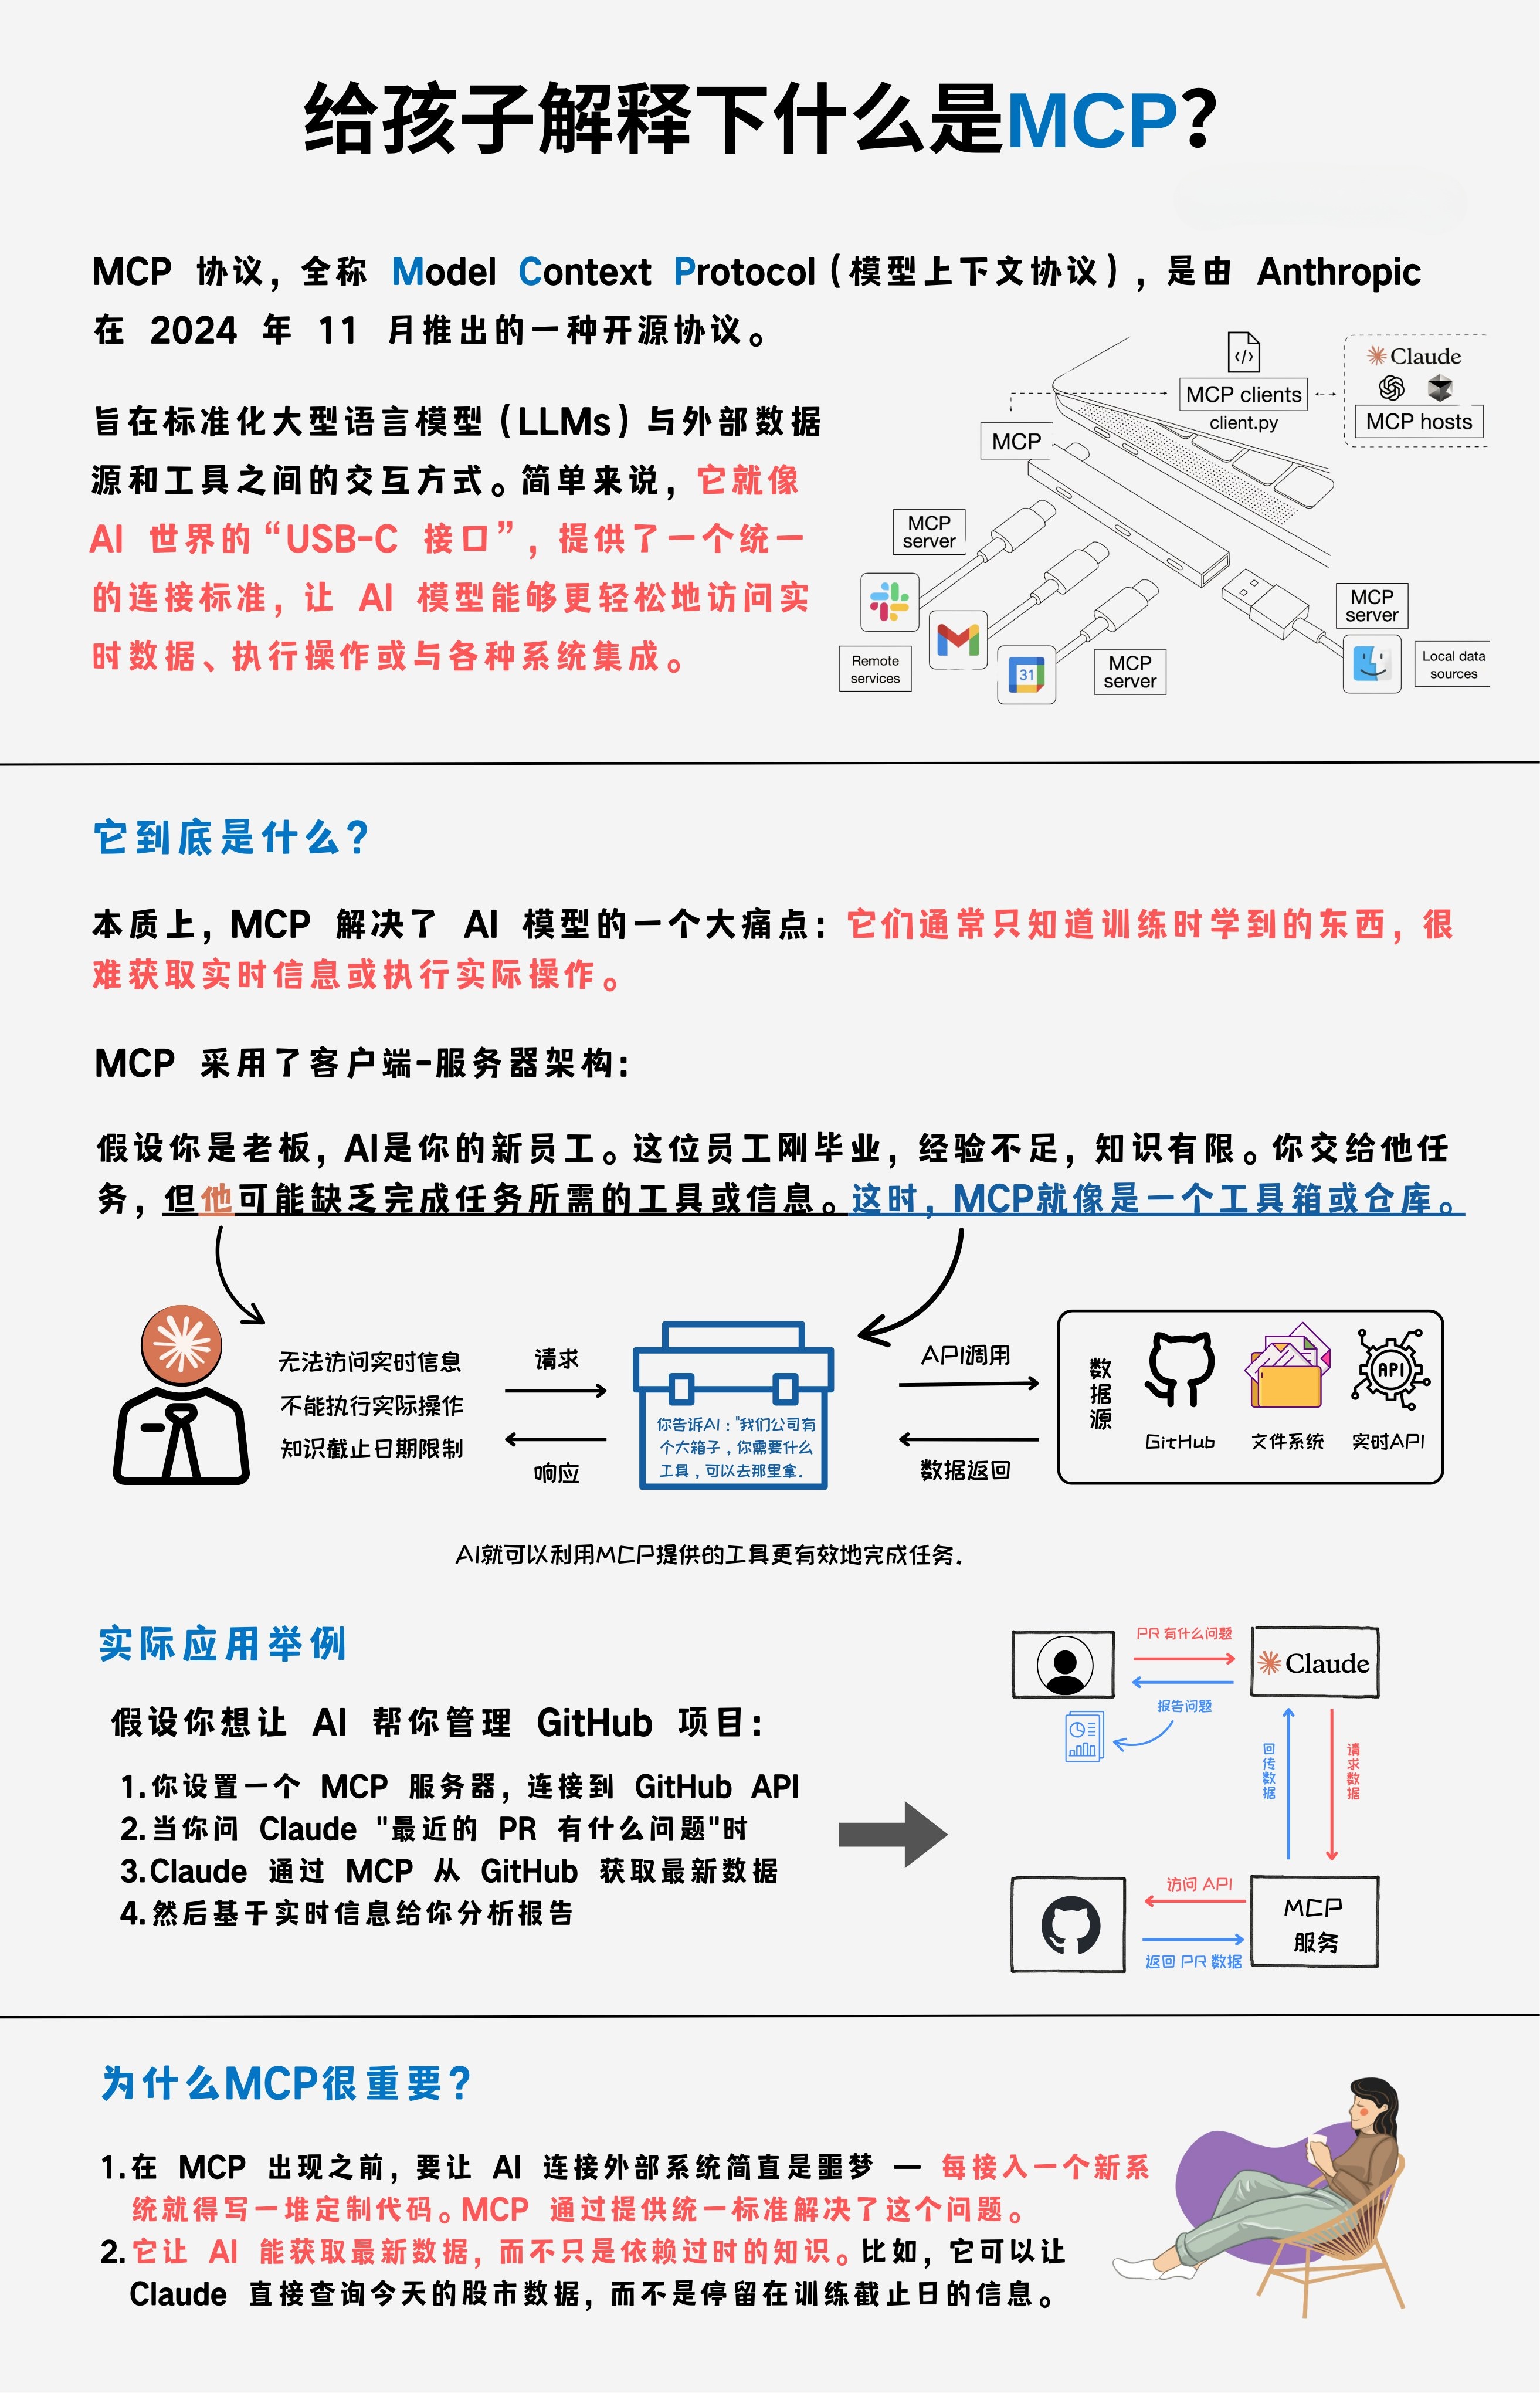 给孩子解释下什么是MCP？
MCP 协议，全称 Model Context Protocol（模型上下文协议），是由 Anthropic
在 2024 年 11 月推出的一种开源协议。
旨在标准化大型语言模型（LLMs）与外部数据
源和工具之间的交互方式。简单来说，它就像
AI 世界的“USB-C 接口”，提供了一个统一
的连接标准，让 AI 模型能够更轻松地访问实
时数据、执行操作或与各种系统集成。
</>
MCP clients
client.py
Claude
MCP hosts
MCP
MCP
server
31
Remote
services
MCP
server
MCP
server
Local data
sources
它到底是什么？
本质上，MCP 解决了 AI 模型的一个大痛点：它们通常只知道训练时学到的东西，很
难获取实时信息或执行实际操作。
MCP 采用了客户端-服务器架构：
假设你是老板，AI是你的新员工。这位员工刚毕业，经验不足，知识有限。你交给他任
务，但他可能缺乏完成任务所需的工具或信息。这时，MCP就像是一个工具箱或仓库。
无法访问实时信息
不能执行实际操作
知识截止日期限制
请求
响应
你告诉AI："我们公司有
个大箱子，你需要什么
工具，可以去那里拿.
API调用
数据返回
数据源
GitHub
文件系统
API
实时API
AI就可以利用MCP提供的工具更有效地完成任务.
实际应用举例
假设你想让 AI 帮你管理 GitHub 项目：
1.你设置一个 MCP 服务器，连接到 GitHub API
2.当你问 Claude "最近的 PR 有什么问题"时
3.Claude 通过 MCP 从 GitHub 获取最新数据
4.然后基于实时信息给你分析报告
PR 有什么问题
报告问题
Claude
回传数据
请求数据
访问 API
返回 PR 数据
MCP
服务
为什么MCP很重要？
1.在 MCP 出现之前，要让 AI 连接外部系统简直是噩梦 — 每接入一个新系
统就得写一堆定制代码。MCP 通过提供统一标准解决了这个问题。
2.它让 AI 能获取最新数据，而不只是依赖过时的知识。比如，它可以让
Claude 直接查询今天的股市数据，而不是停留在训练截止日的信息。